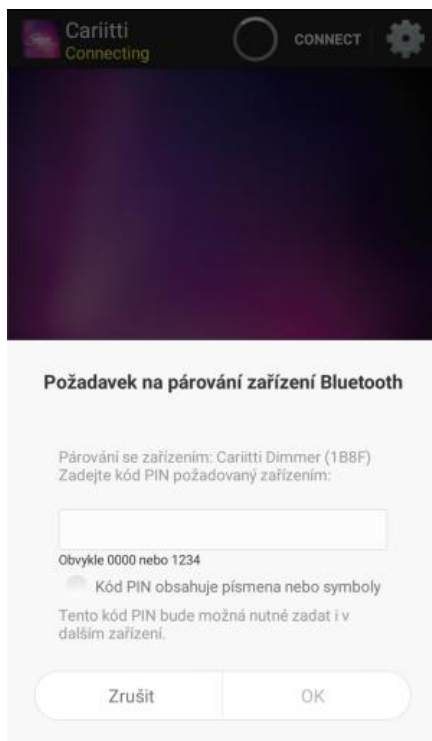 Cariitti
Connecting
CONNECT
Požadavek na párování zařízení Bluetooth
Párování se zařízením: Cariitti Dimmer (1B8F)
Zadejte kód PIN požadovaný zařízením:
Obvykle 0000 nebo 1234
Kód PIN obsahuje písmena nebo symboly
Tento kód PIN bude možná nutné zadat i v
dalším zařízení.
Zrušit
OK